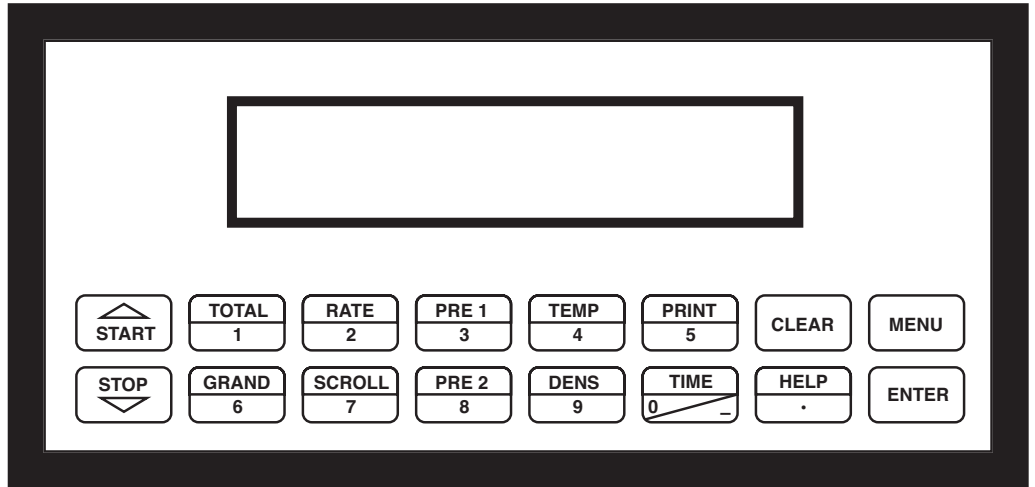 TOTAL RATE PRE 1 TEMP PRINT
START 1 2 3 4 5 CLEAR MENU
STOP GRAND SCROLL PRE 2 DENS TIME HELP
6 7 8 9 0 – . ENTER